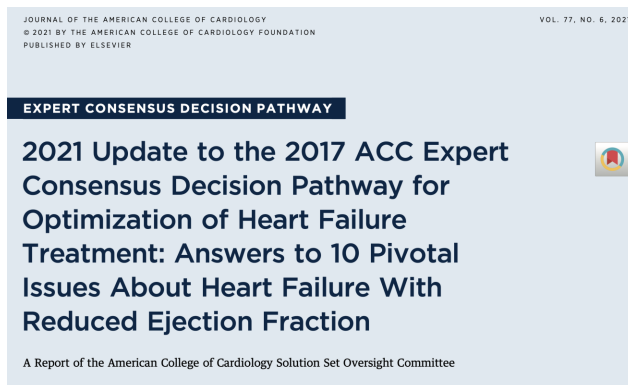 JOURNAL OF THE AMERICAN COLLEGE OF CARDIOLOGY
VOL. 77, NO. 6, 2021
© 2021 BY THE AMERICAN COLLEGE OF CARDIOLOGY FOUNDATION
PUBLISHED BY ELSEVIER
EXPERT CONSENSUS DECISION PATHWAY
2021 Update to the 2017 ACC Expert
Consensus Decision Pathway for
Optimization of Heart Failure
Treatment: Answers to 10 Pivotal
Issues About Heart Failure With
Reduced Ejection Fraction
A Report of the American College of Cardiology Solution Set Oversight Committee